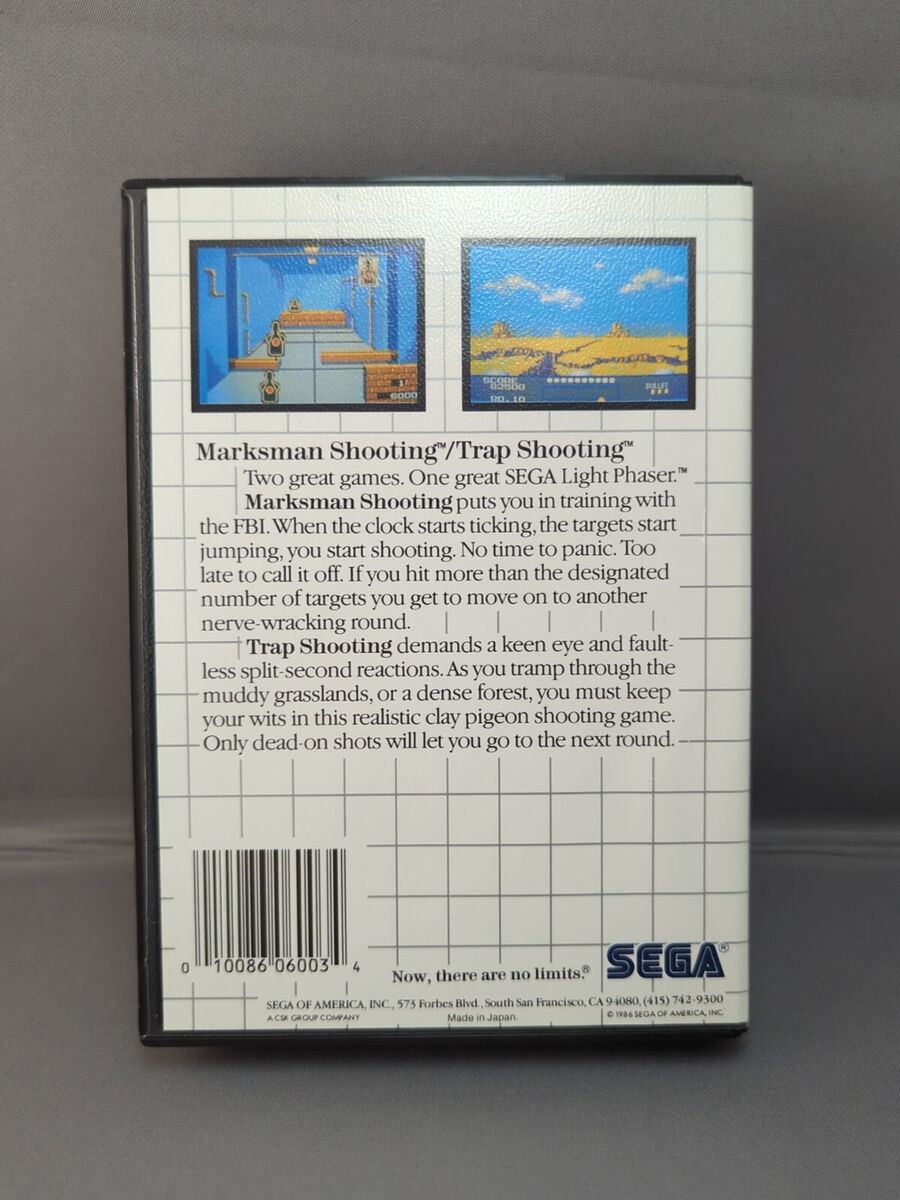 6000
SCORE
62500
RD.10
BULLET
Marksman Shooting™/Trap Shooting™
Two great games. One great SEGA Light Phaser.™
Marksman Shooting puts you in training with
the FBI. When the clock starts ticking, the targets start
jumping, you start shooting. No time to panic. Too
late to call it off. If you hit more than the designated
number of targets you get to move on to another
nerve-wracking round.
Trap Shooting demands a keen eye and fault-
less split-second reactions. As you tramp through the
muddy grasslands, or a dense forest, you must keep
your wits in this realistic clay pigeon shooting game.
Only dead-on shots will let you go to the next round.
0 10086 06003 4
Now, there are no limits.®
SEGA®
SEGA OF AMERICA, INC., 573 Forbes Blvd., South San Francisco, CA 94080, (415) 742-9300
A CSK GROUP COMPANY
Made in Japan.
© 1986 SEGA OF AMERICA, INC.